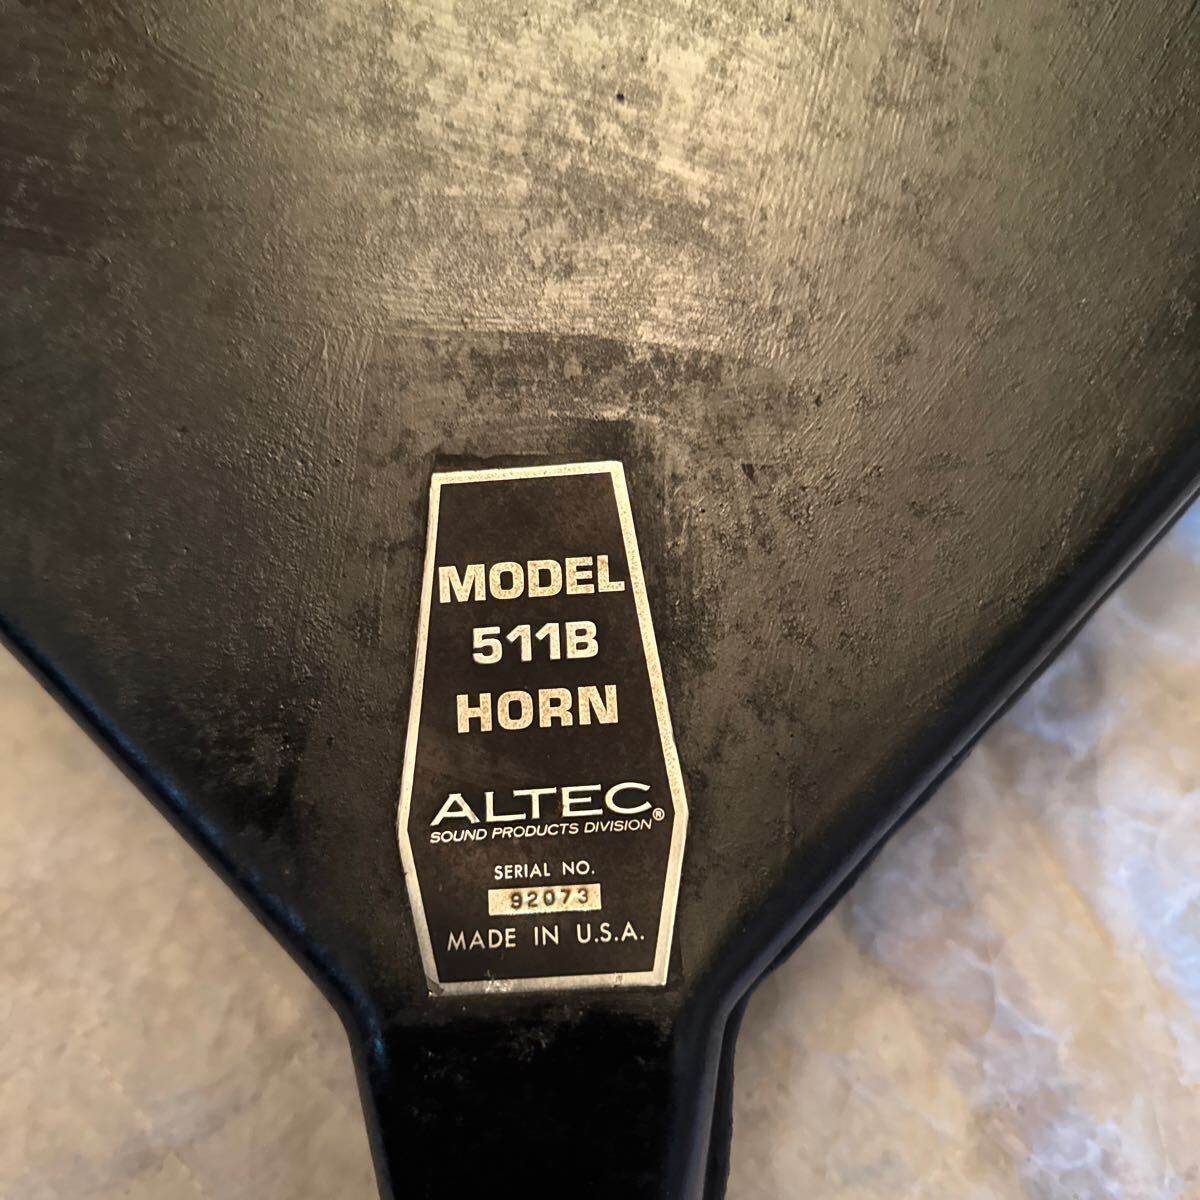 MODEL
511B
HORN
ALTEC®
SOUND PRODUCTS DIVISION
SERIAL NO.
92073
MADE IN U.S.A.